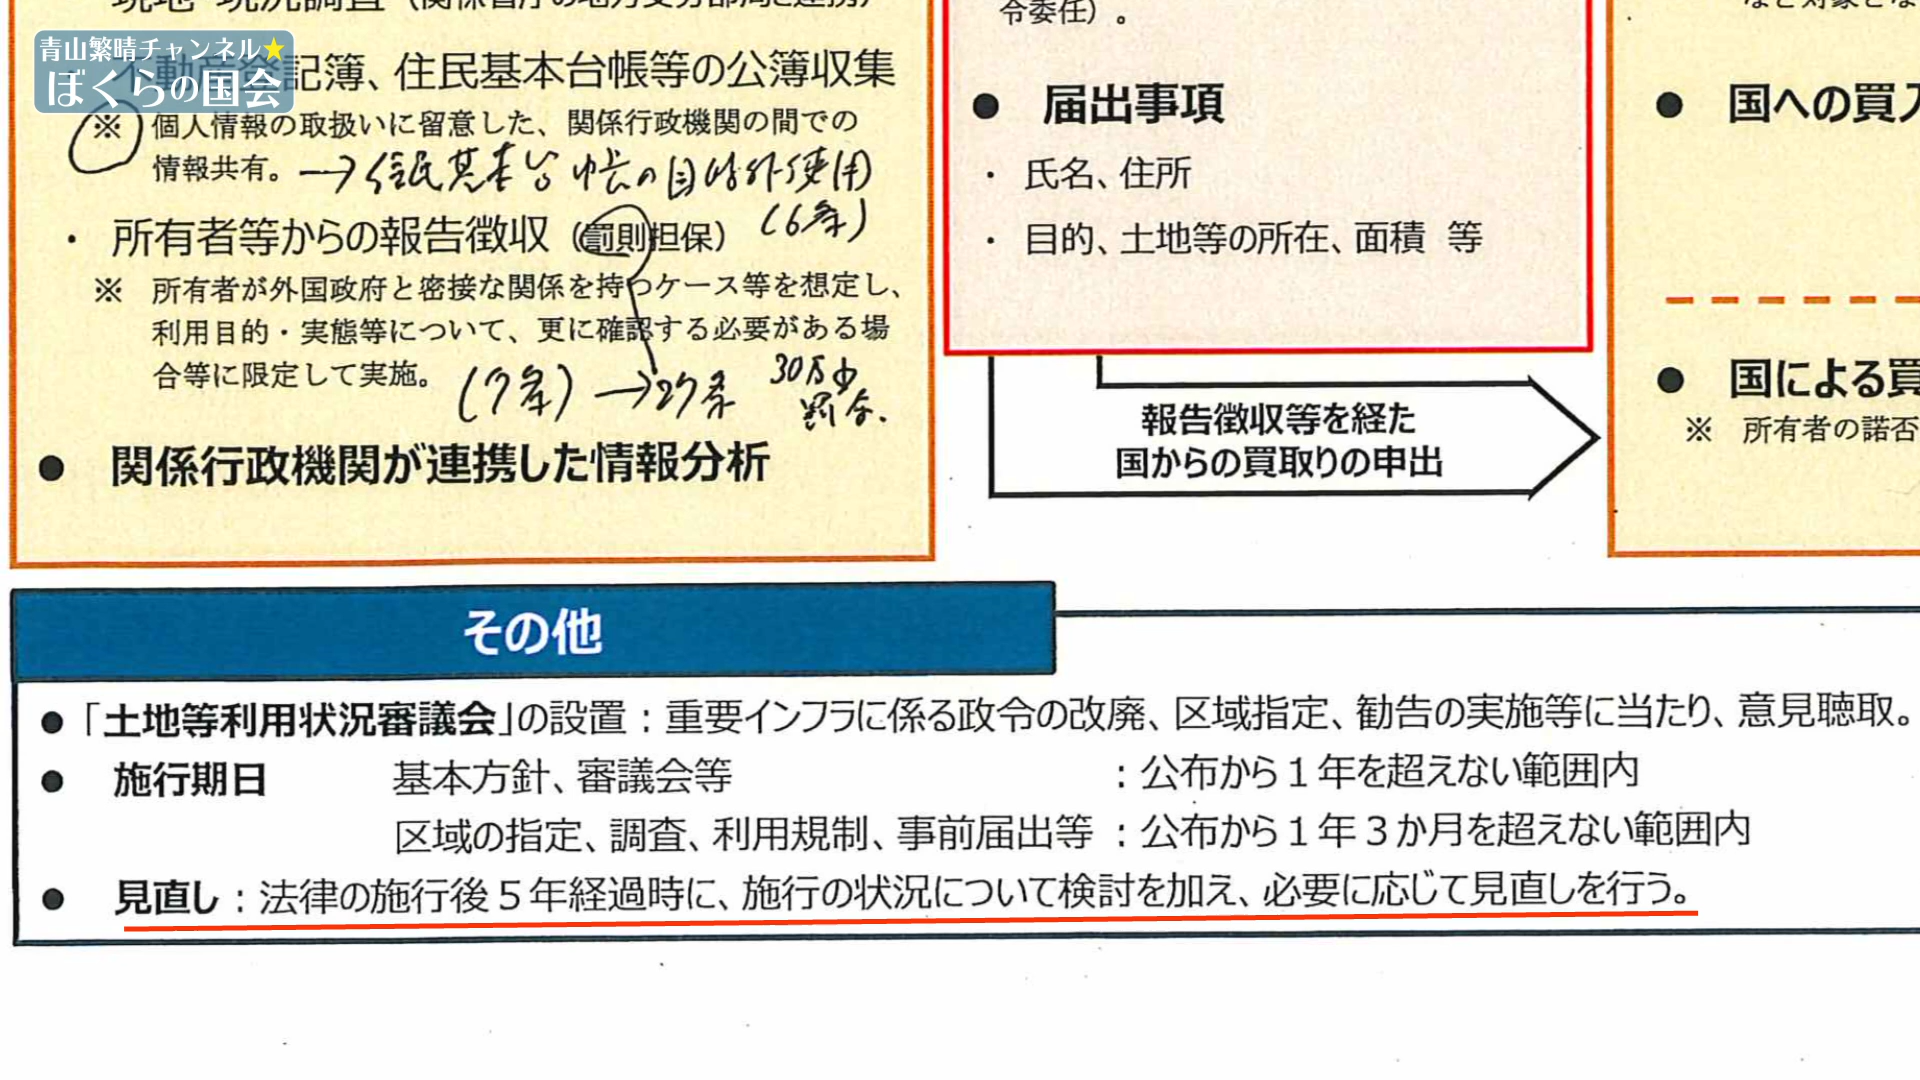 青山繁晴チャンネル★
ぼくらの国会
記簿、住民基本台帳等の公簿収集
※ 個人情報の取扱いに留意した、関係行政機関の間での
情報共有。→住民基本台帳の目的外使用
(6条)
・ 所有者等からの報告徴収(罰則担保)
※ 所有者が外国政府と密接な関係を持つケース等を想定し、
利用目的・実態等について、更に確認する必要がある場
合等に限定して実施。
(7条)→27条 30万
罰金.
● 関係行政機関が連携した情報分析
令委任)。
● 届出事項
・ 氏名、住所
・ 目的、土地等の所在、面積 等
報告徴収等を経た
国からの買取りの申出
● 国への買入
● 国による買
※ 所有者の諾否
その他
●「土地等利用状況審議会」の設置:重要インフラに係る政令の改廃、区域指定、勧告の実施等に当たり、意見聴取。
● 施行期日 基本方針、審議会等 :公布から1年を超えない範囲内
区域の指定、調査、利用規制、事前届出等 :公布から1年3か月を超えない範囲内
● 見直し:法律の施行後5年経過時に、施行の状況について検討を加え、必要に応じて見直しを行う。